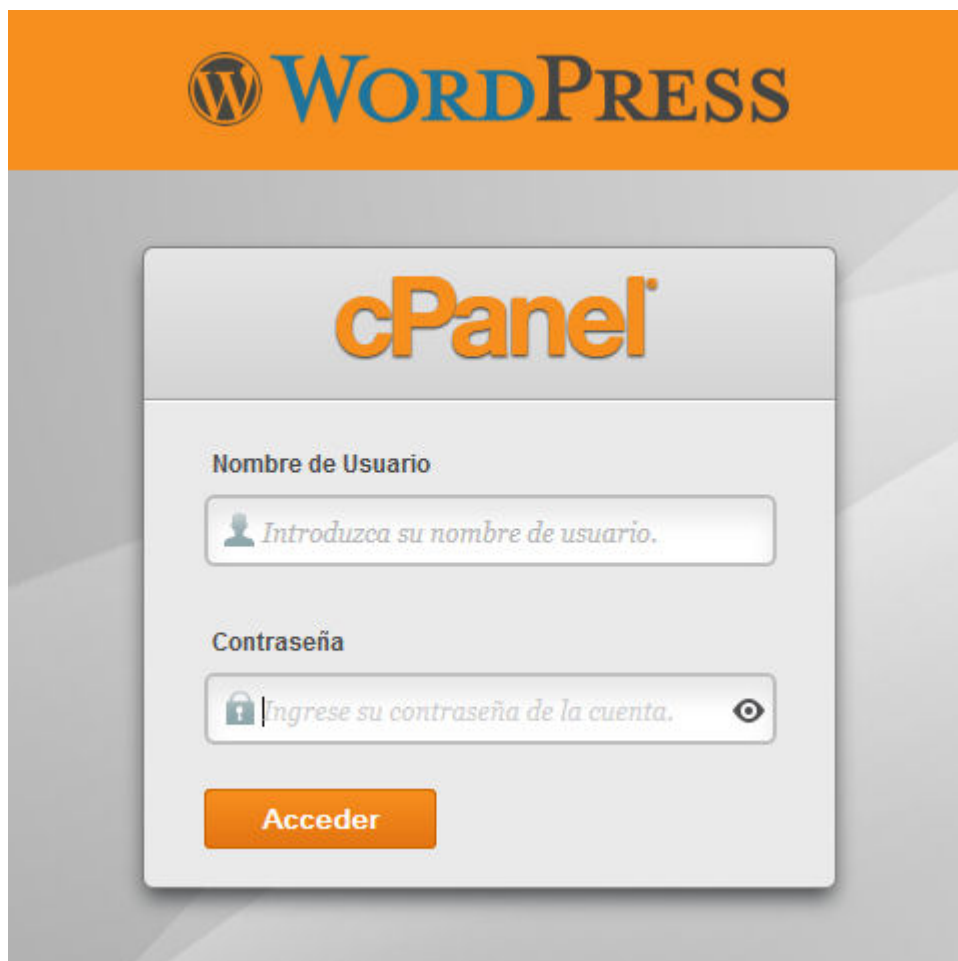 WORDPRESS
cPanel
Nombre de Usuario
Introduzca su nombre de usuario.
Contraseña
Ingrese su contraseña de la cuenta.
Acceder